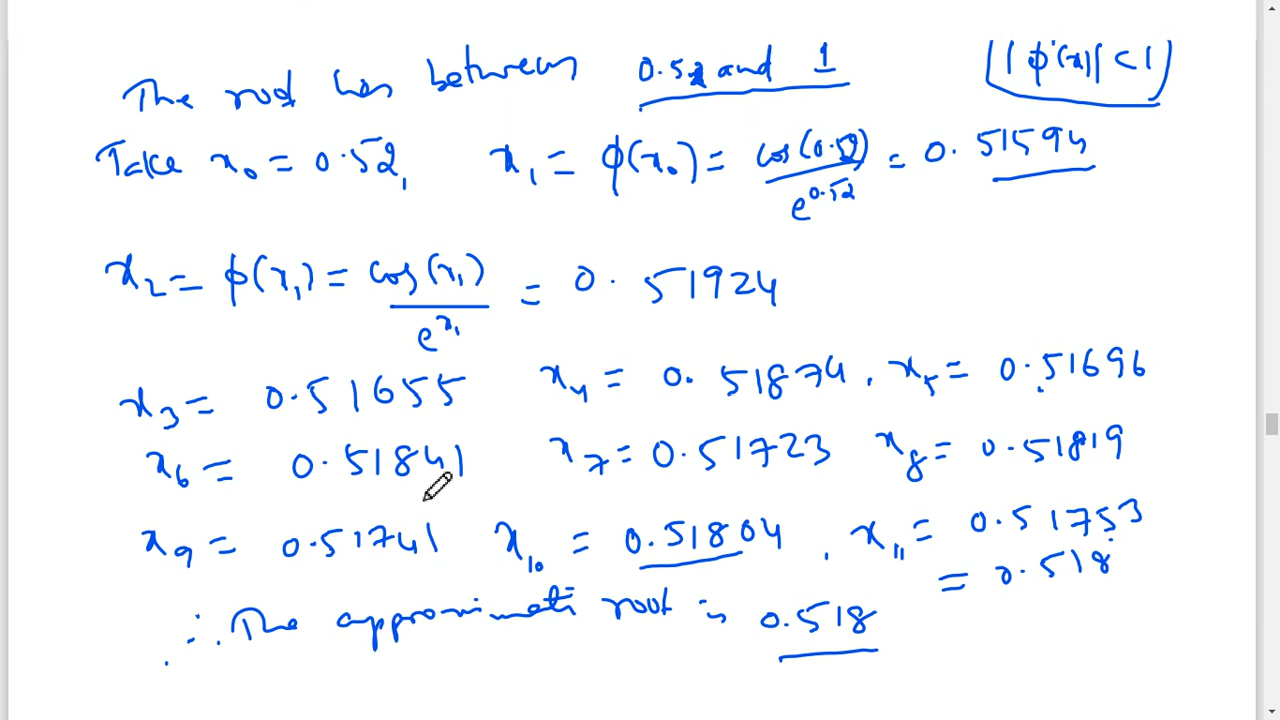 The root lies between 0.52 and 1 |ϕ'(x)| < 1
Take x₀ = 0.52, x₁ = ϕ(x₀) = cos(0.52)/e^0.52 = 0.51594
x₂ = ϕ(x₁) = cos(x₁)/e^x₁ = 0.51924
x₃ = 0.51655 x₄ = 0.51874, x₅ = 0.51696
x₆ = 0.51841 x₇ = 0.51723 x₈ = 0.51819
x₉ = 0.51741 x₁₀ = 0.51804, x₁₁ = 0.51753
= 0.518
∴ The approximate root is 0.518